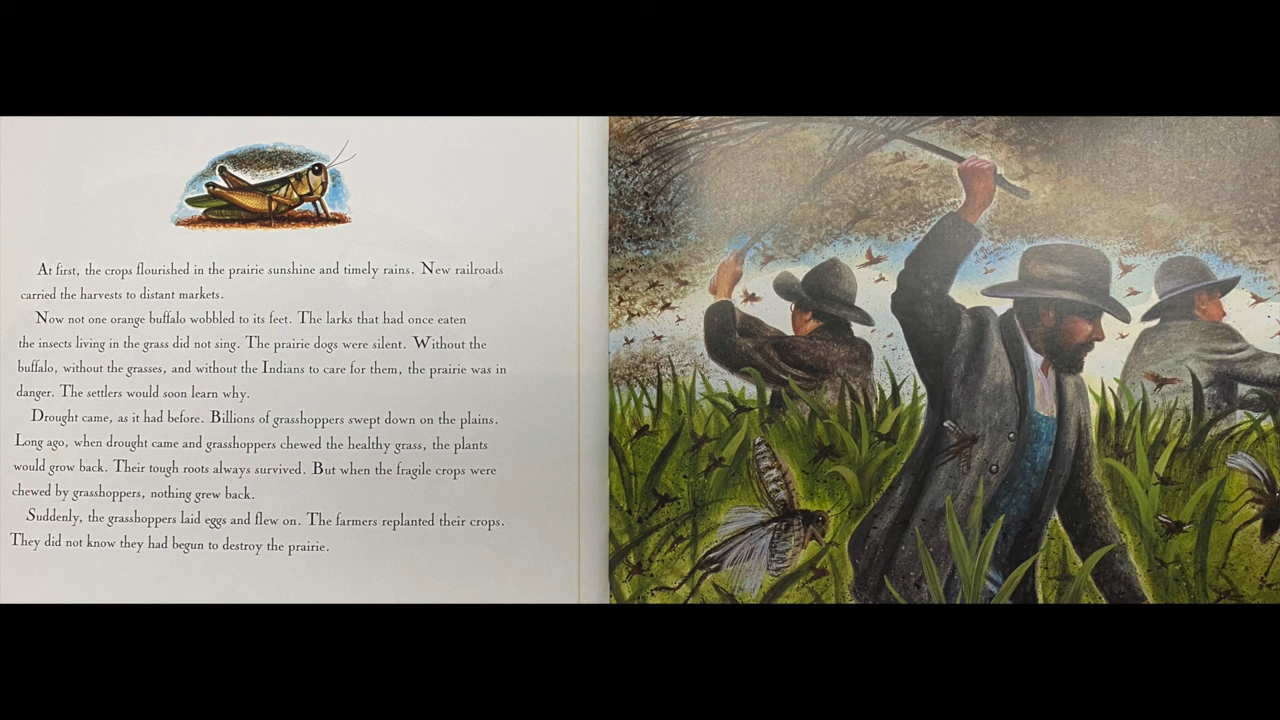 At first, the crops flourished in the prairie sunshine and timely rains. New railroads
carried the harvests to distant markets.
Now not one orange buffalo wobbled to its feet. The larks that had once eaten
the insects living in the grass did not sing. The prairie dogs were silent. Without the
buffalo, without the grasses, and without the Indians to care for them, the prairie was in
danger. The settlers would soon learn why.
Drought came, as it had before. Billions of grasshoppers swept down on the plains.
Long ago, when drought came and grasshoppers chewed the healthy grass, the plants
would grow back. Their tough roots always survived. But when the fragile crops were
chewed by grasshoppers, nothing grew back.
Suddenly, the grasshoppers laid eggs and flew on. The farmers replanted their crops.
They did not know they had begun to destroy the prairie.